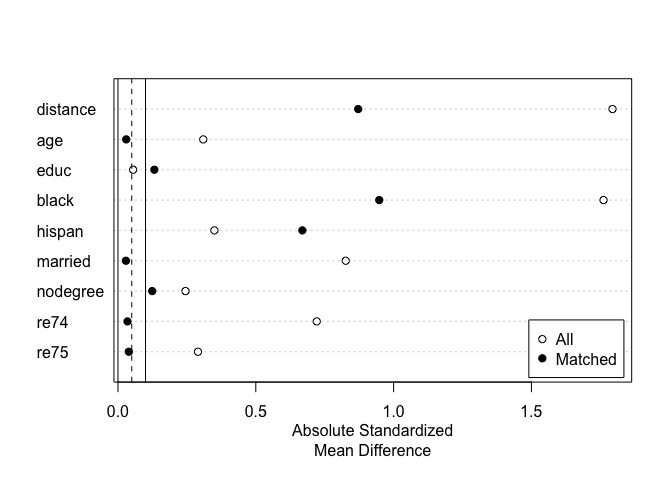 distance
age
educ
black
hispan
married
nodegree
re74
re75
All
Matched
0.0 0.5 1.0 1.5
Absolute Standardized
Mean Difference